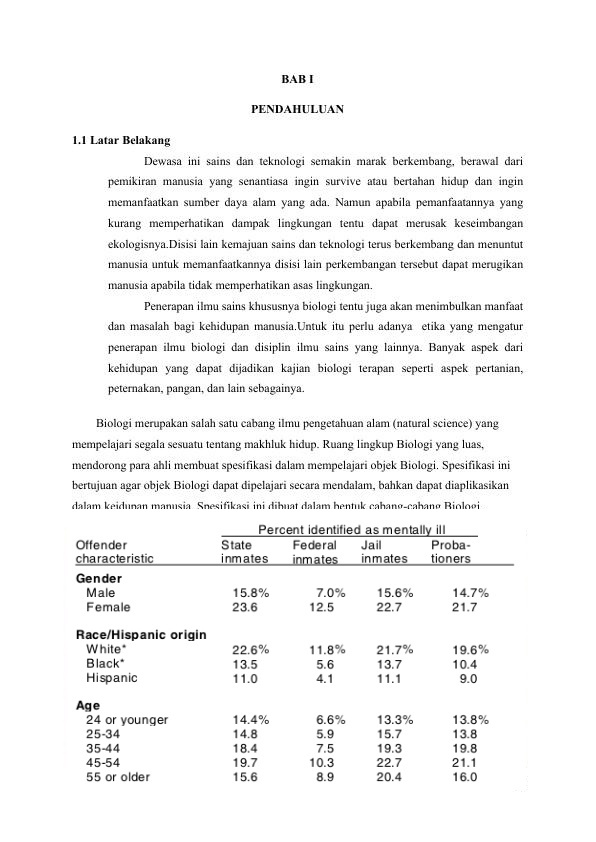 BAB I
PENDAHULUAN
1.1 Latar Belakang
Dewasa ini sains dan teknologi semakin marak berkembang, berawal dari
pemikiran manusia yang senantiasa ingin survive atau bertahan hidup dan ingin
memanfaatkan sumber daya alam yang ada. Namun apabila pemanfaatannya yang
kurang memperhatikan dampak lingkungan tentu dapat merusak keseimbangan
ekologisnya.Disisi lain kemajuan sains dan teknologi terus berkembang dan menuntut
manusia untuk memanfaatkannya disisi lain perkembangan tersebut dapat merugikan
manusia apabila tidak memperhatikan asas lingkungan.
Penerapan ilmu sains khususnya biologi tentu juga akan menimbulkan manfaat
dan masalah bagi kehidupan manusia.Untuk itu perlu adanya etika yang mengatur
penerapan ilmu biologi dan disiplin ilmu sains yang lainnya. Banyak aspek dari
kehidupan yang dapat dijadikan kajian biologi terapan seperti aspek pertanian,
peternakan, pangan, dan lain sebagainya.
Biologi merupakan salah satu cabang ilmu pengetahuan alam (natural science) yang
mempelajari segala sesuatu tentang makhluk hidup. Ruang lingkup Biologi yang luas,
mendorong para ahli membuat spesifikasi dalam mempelajari objek Biologi. Spesifikasi ini
bertujuan agar objek Biologi dapat dipelajari secara mendalam, bahkan dapat diaplikasikan
dalam keidupan manusia. Spesifikasi ini dibuat dalam bentuk cabang-cabang Biologi
Percent identified as mentally ill
Offender State Federal Jail Proba-
characteristic inmates inmates inmates tioners
Gender
Male 15.8% 7.0% 15.6% 14.7%
Female 23.6 12.5 22.7 21.7
Race/Hispanic origin
White* 22.6% 11.8% 21.7% 19.6%
Black* 13.5 5.6 13.7 10.4
Hispanic 11.0 4.1 11.1 9.0
Age
24 or younger 14.4% 6.6% 13.3% 13.8%
25-34 14.8 5.9 15.7 13.8
35-44 18.4 7.5 19.3 19.8
45-54 19.7 10.3 22.7 21.1
55 or older 15.6 8.9 20.4 16.0